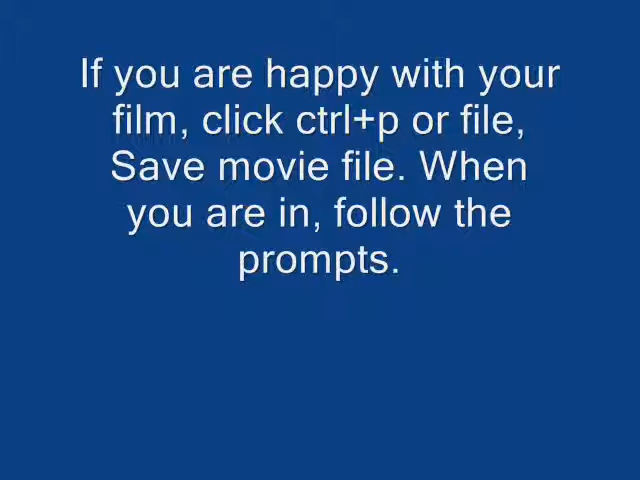 If you are happy with your
film, click ctrl+p or file,
Save movie file. When
you are in, follow the
prompts.